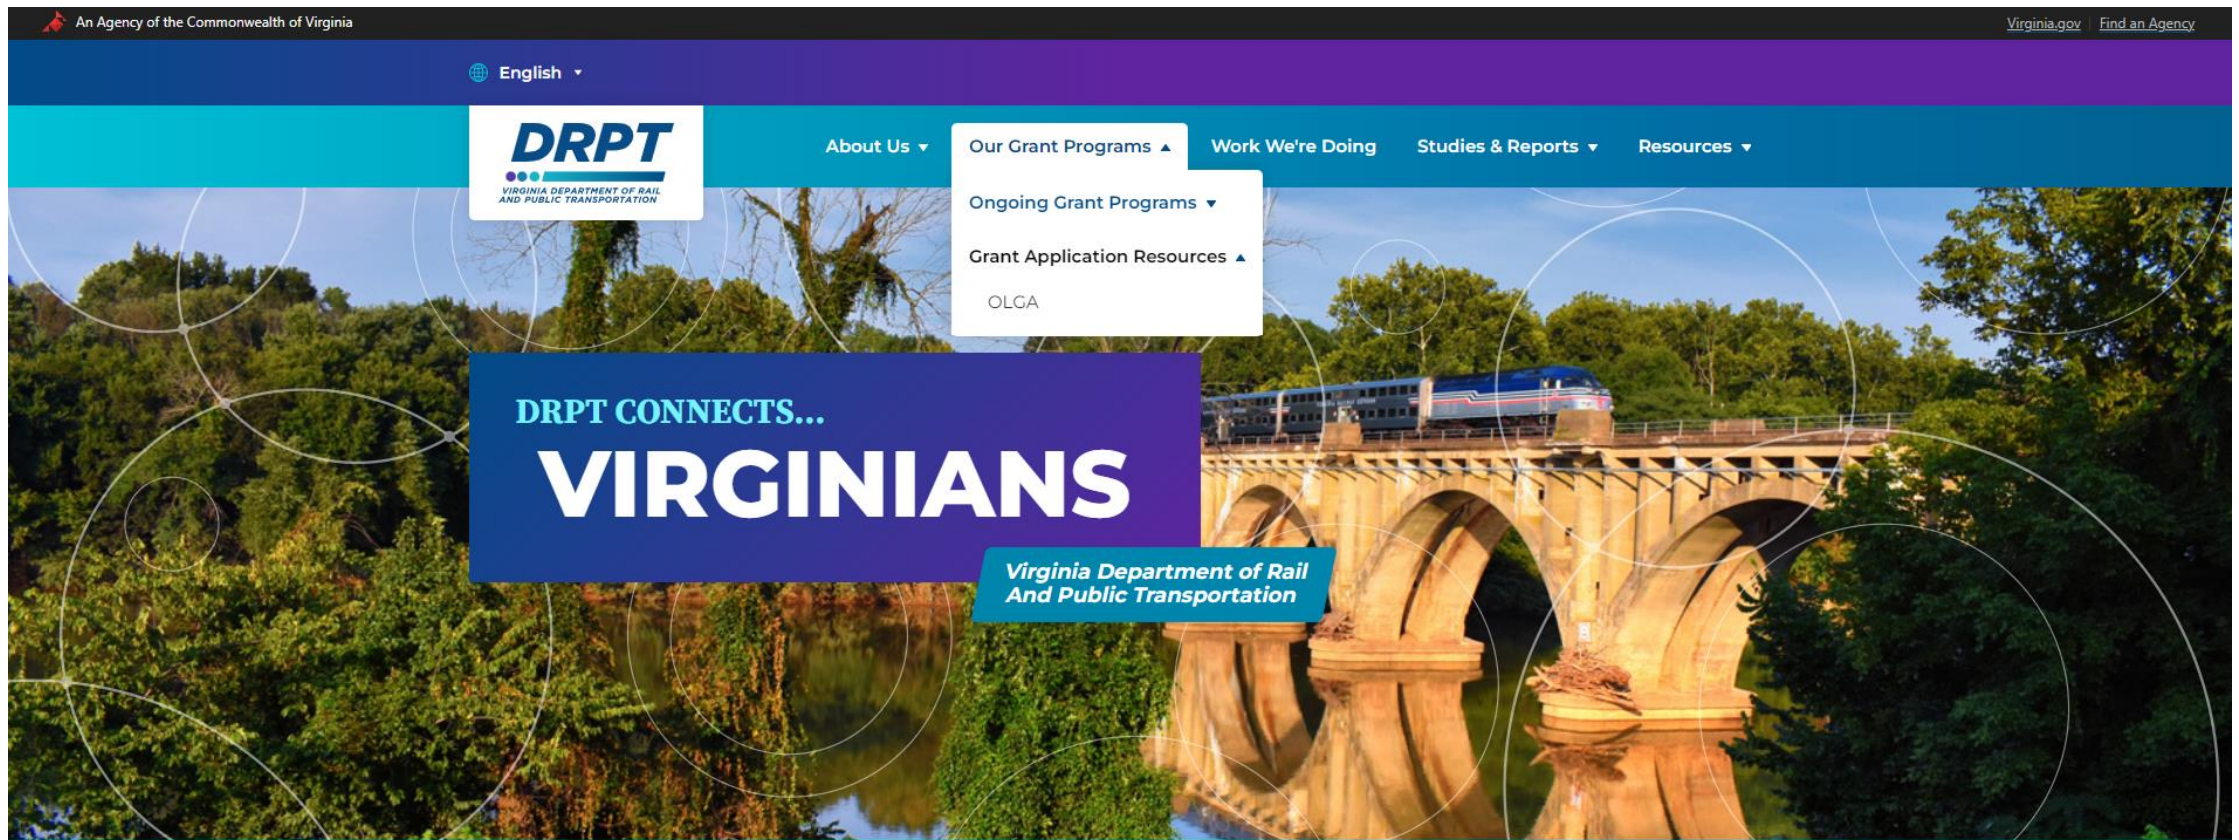 An Agency of the Commonwealth of Virginia
Virginia.gov
Find an Agency
English
DRPT
VIRGINIA DEPARTMENT OF RAIL
AND PUBLIC TRANSPORTATION
About Us
Our Grant Programs
Work We're Doing
Studies & Reports
Resources
Ongoing Grant Programs
Grant Application Resources
OLGA
DRPT CONNECTS...
VIRGINIANS
Virginia Department of Rail
And Public Transportation